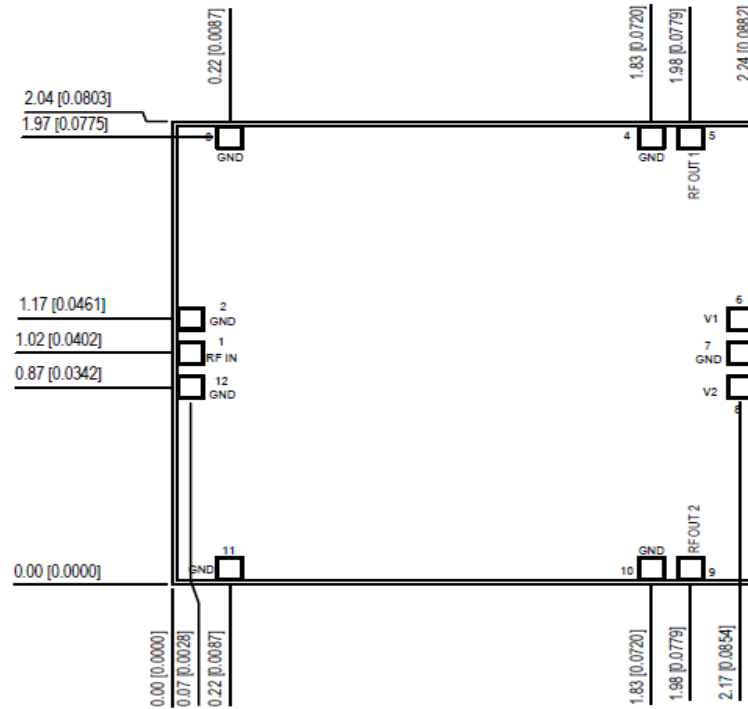 0.22 [0.0087]
1.83 [0.0720]
1.98 [0.0779]
2.24 [0.0882]
2.04 [0.0803]
1.97 [0.0775]
3
GND
4
GND
5
RF OUT 1
1.17 [0.0461]
2
GND
6
V1
1.02 [0.0402]
1
RF IN
7
GND
0.87 [0.0342]
12
GND
V2
8
0.00 [0.0000]
11
GND
GND
10
RF OUT 2
9
0.00 [0.0000]
0.07 [0.0028]
0.22 [0.0087]
1.83 [0.0720]
1.98 [0.0779]
2.17 [0.0854]